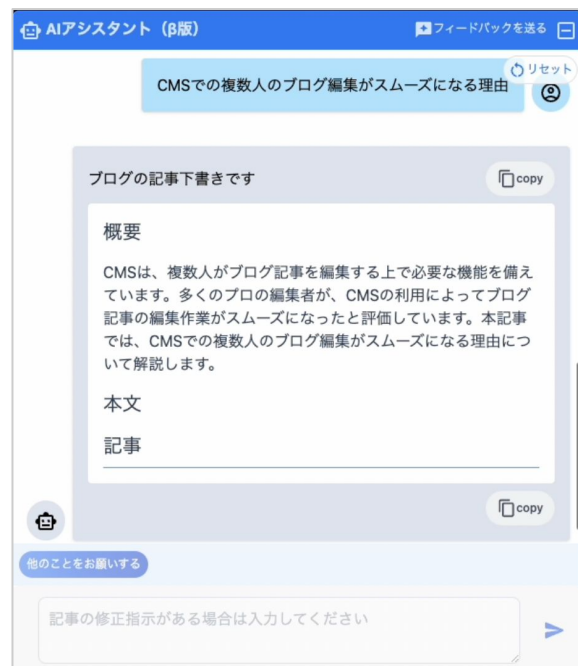 AIアシスタント（β版）
フィードバックを送る
リセット
CMSでの複数人のブログ編集がスムーズになる理由
ブログの記事下書きです
copy
概要
CMSは、複数人がブログ記事を編集する上で必要な機能を備え
ています。多くのプロの編集者が、CMSの利用によってブログ
記事の編集作業がスムーズになったと評価しています。本記事
では、CMSでの複数人のブログ編集がスムーズになる理由につ
いて解説します。
本文
記事
copy
他のことをお願いする
記事の修正指示がある場合は入力してください